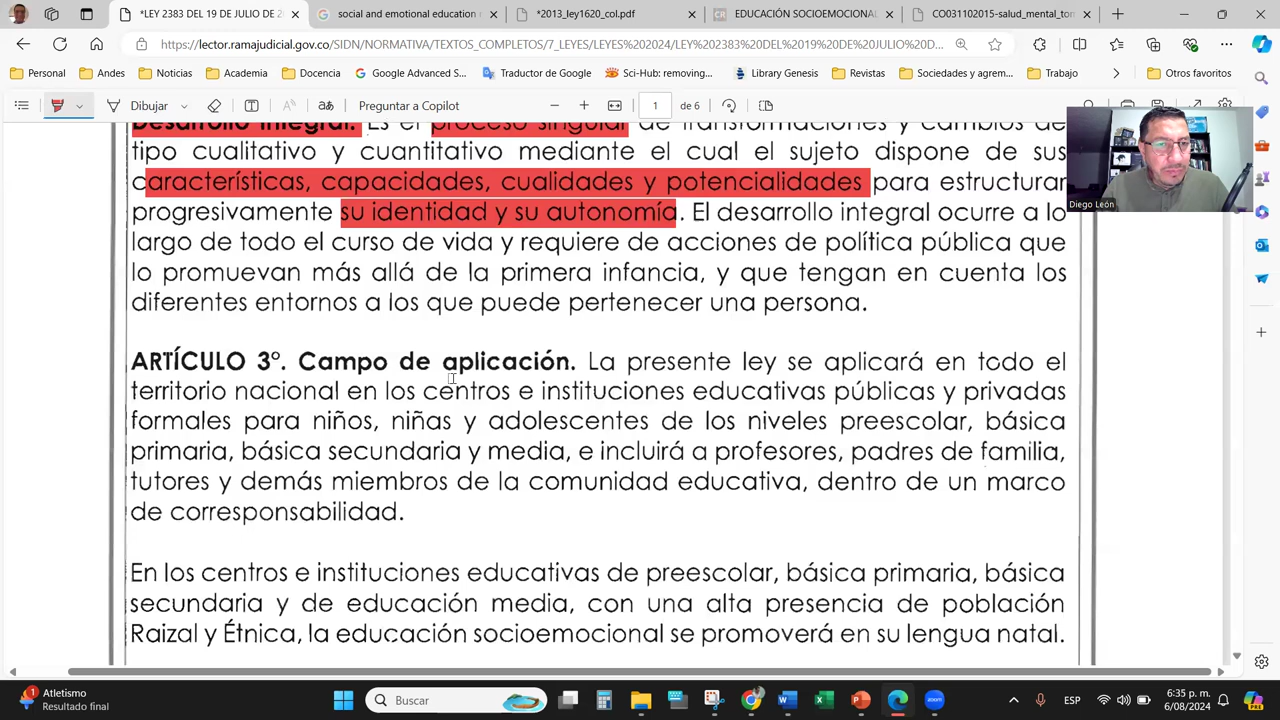 *LEY 2383 DEL 19 DE JULIO DE 2
social and emotional education
*2013_ley1620_col.pdf
EDUCACIÓN SOCIOEMOCIONAL
CO031102015-salud_mental_tom
https://lector.ramajudicial.gov.co/SIDN/NORMATIVA/TEXTOS_COMPLETOS/7_LEYES/LEYES%202024/LEY%202383%20DEL%2019%20DE%20JULIO%20D...
Personal
Andes
Noticias
Academia
Docencia
Google Advanced S...
Traductor de Google
Sci-Hub: removing...
Library Genesis
Revistas
Sociedades y agrem...
Trabajo
Otros favoritos
Dibujar
Preguntar a Copilot
1 de 6
Desarrollo Integral. Es el proceso singular de transformaciones y cambios de
tipo cualitativo y cuantitativo mediante el cual el sujeto dispone de sus
características, capacidades, cualidades y potencialidades para estructurar
progresivamente su identidad y su autonomía. El desarrollo integral ocurre a lo
largo de todo el curso de vida y requiere de acciones de política pública que
lo promuevan más allá de la primera infancia, y que tengan en cuenta los
diferentes entornos a los que puede pertenecer una persona.
ARTÍCULO 3º. Campo de aplicación. La presente ley se aplicará en todo el
territorio nacional en los centros e instituciones educativas públicas y privadas
formales para niños, niñas y adolescentes de los niveles preescolar, básica
primaria, básica secundaria y media, e incluirá a profesores, padres de familia,
tutores y demás miembros de la comunidad educativa, dentro de un marco
de corresponsabilidad.
En los centros e instituciones educativas de preescolar, básica primaria, básica
secundaria y de educación media, con una alta presencia de población
Raizal y Étnica, la educación socioemocional se promoverá en su lengua natal.
Diego León
1
Atletismo
Resultado final
Buscar
ESP
6:35 p. m.
6/08/2024